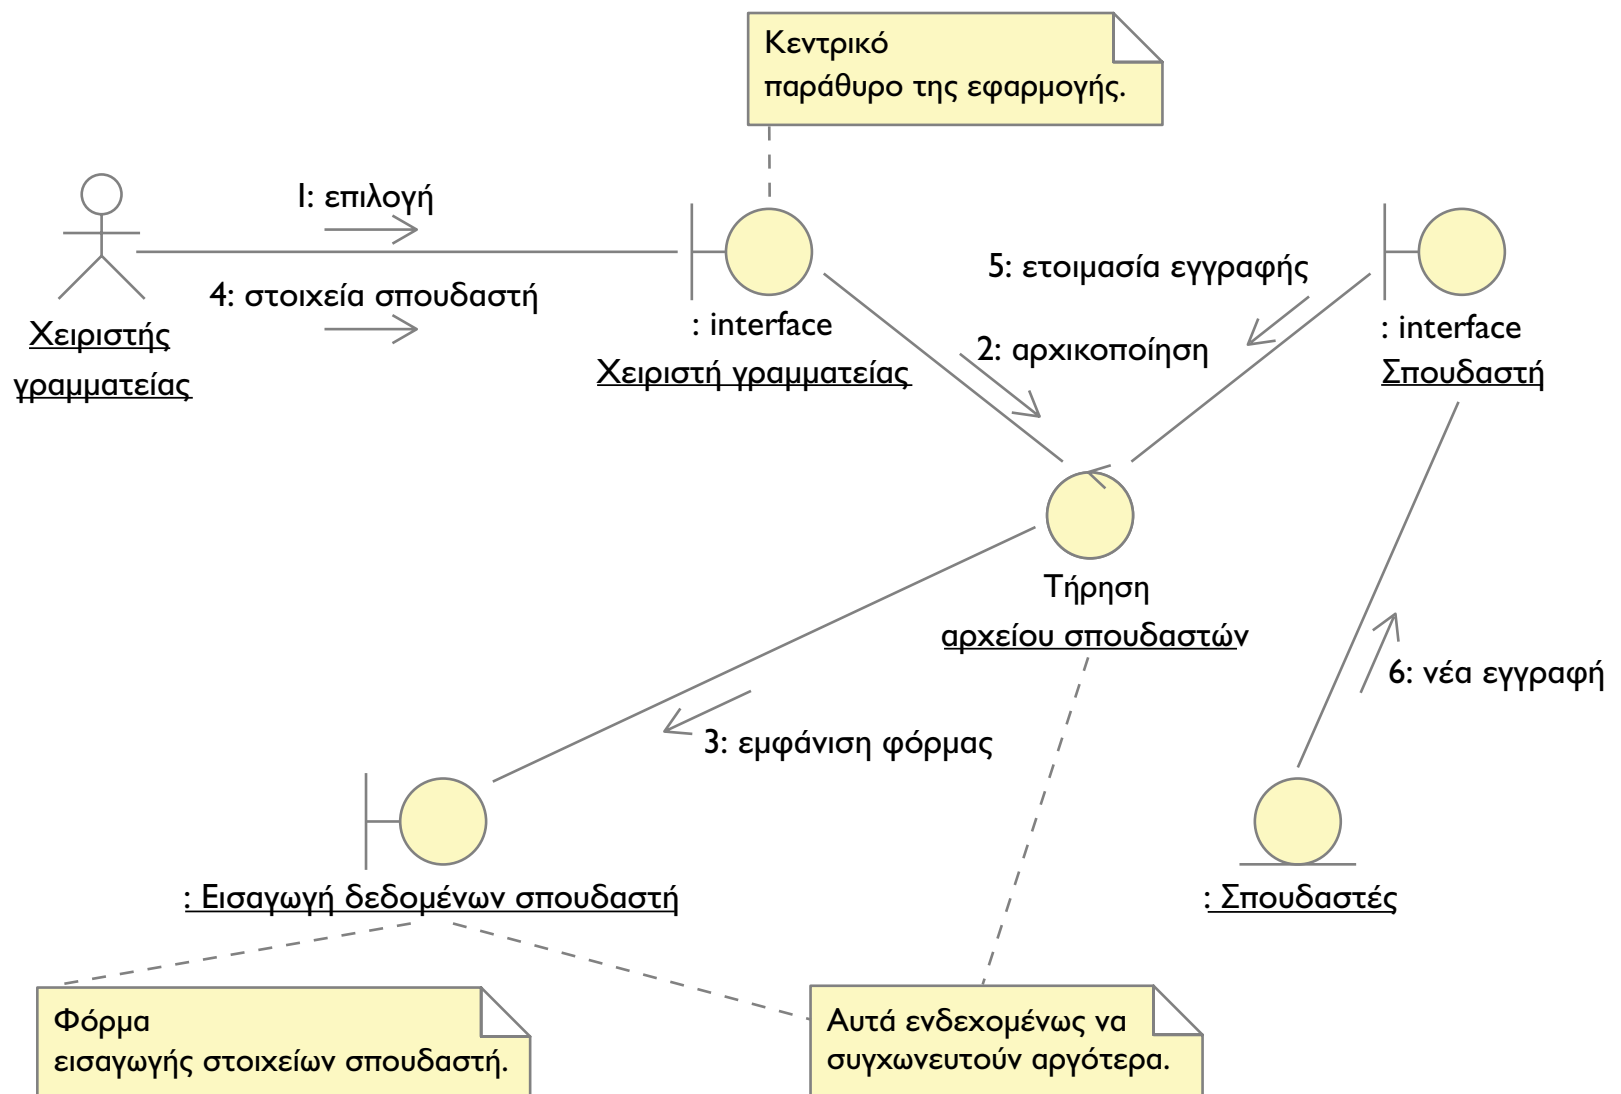 Κεντρικό
παράθυρο της εφαρμογής.
1: επιλογή
4: στοιχεία σπουδαστή
Χειριστής
γραμματείας
: interface
Χειριστή γραμματείας
5: ετοιμασία εγγραφής
2: αρχικοποίηση
: interface
Σπουδαστή
Τήρηση
αρχείου σπουδαστών
6: νέα εγγραφή
3: εμφάνιση φόρμας
: Εισαγωγή δεδομένων σπουδαστή
: Σπουδαστές
Φόρμα
εισαγωγής στοιχείων σπουδαστή.
Αυτά ενδεχομένως να
συγχωνευτούν αργότερα.